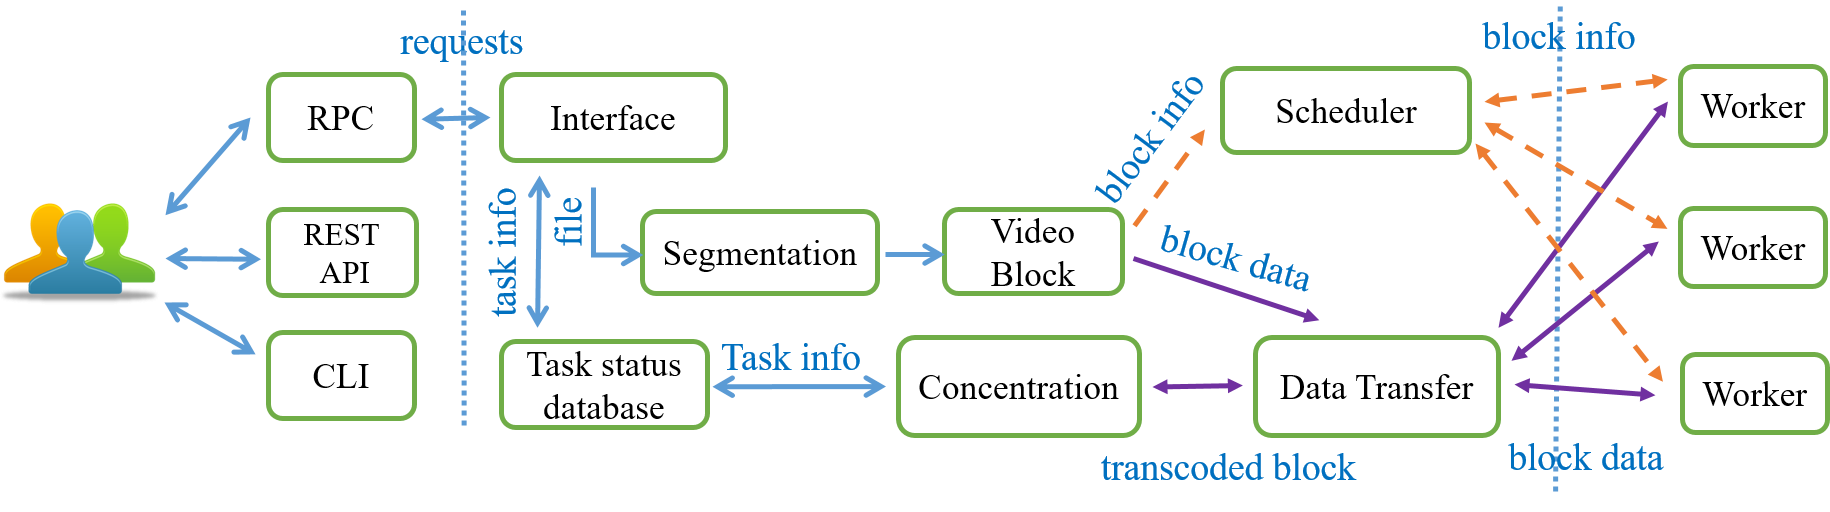 requests
RPC
REST
API
CLI
Interface
task info
file
Segmentation
Video
Block
block info
block data
Scheduler
block info
Worker
Worker
Worker
Task status
database
Task info
Concentration
Data Transfer
transcoded block
block data